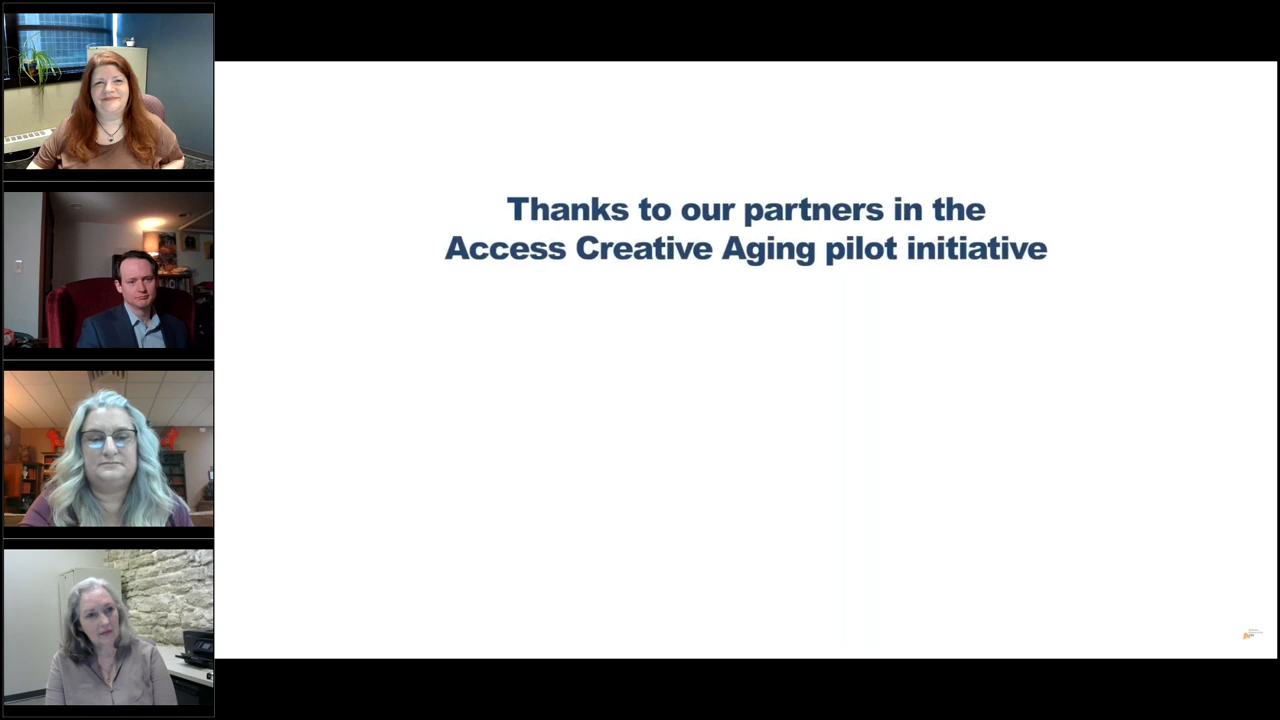 Thanks to our partners in the
Access Creative Aging pilot initiative